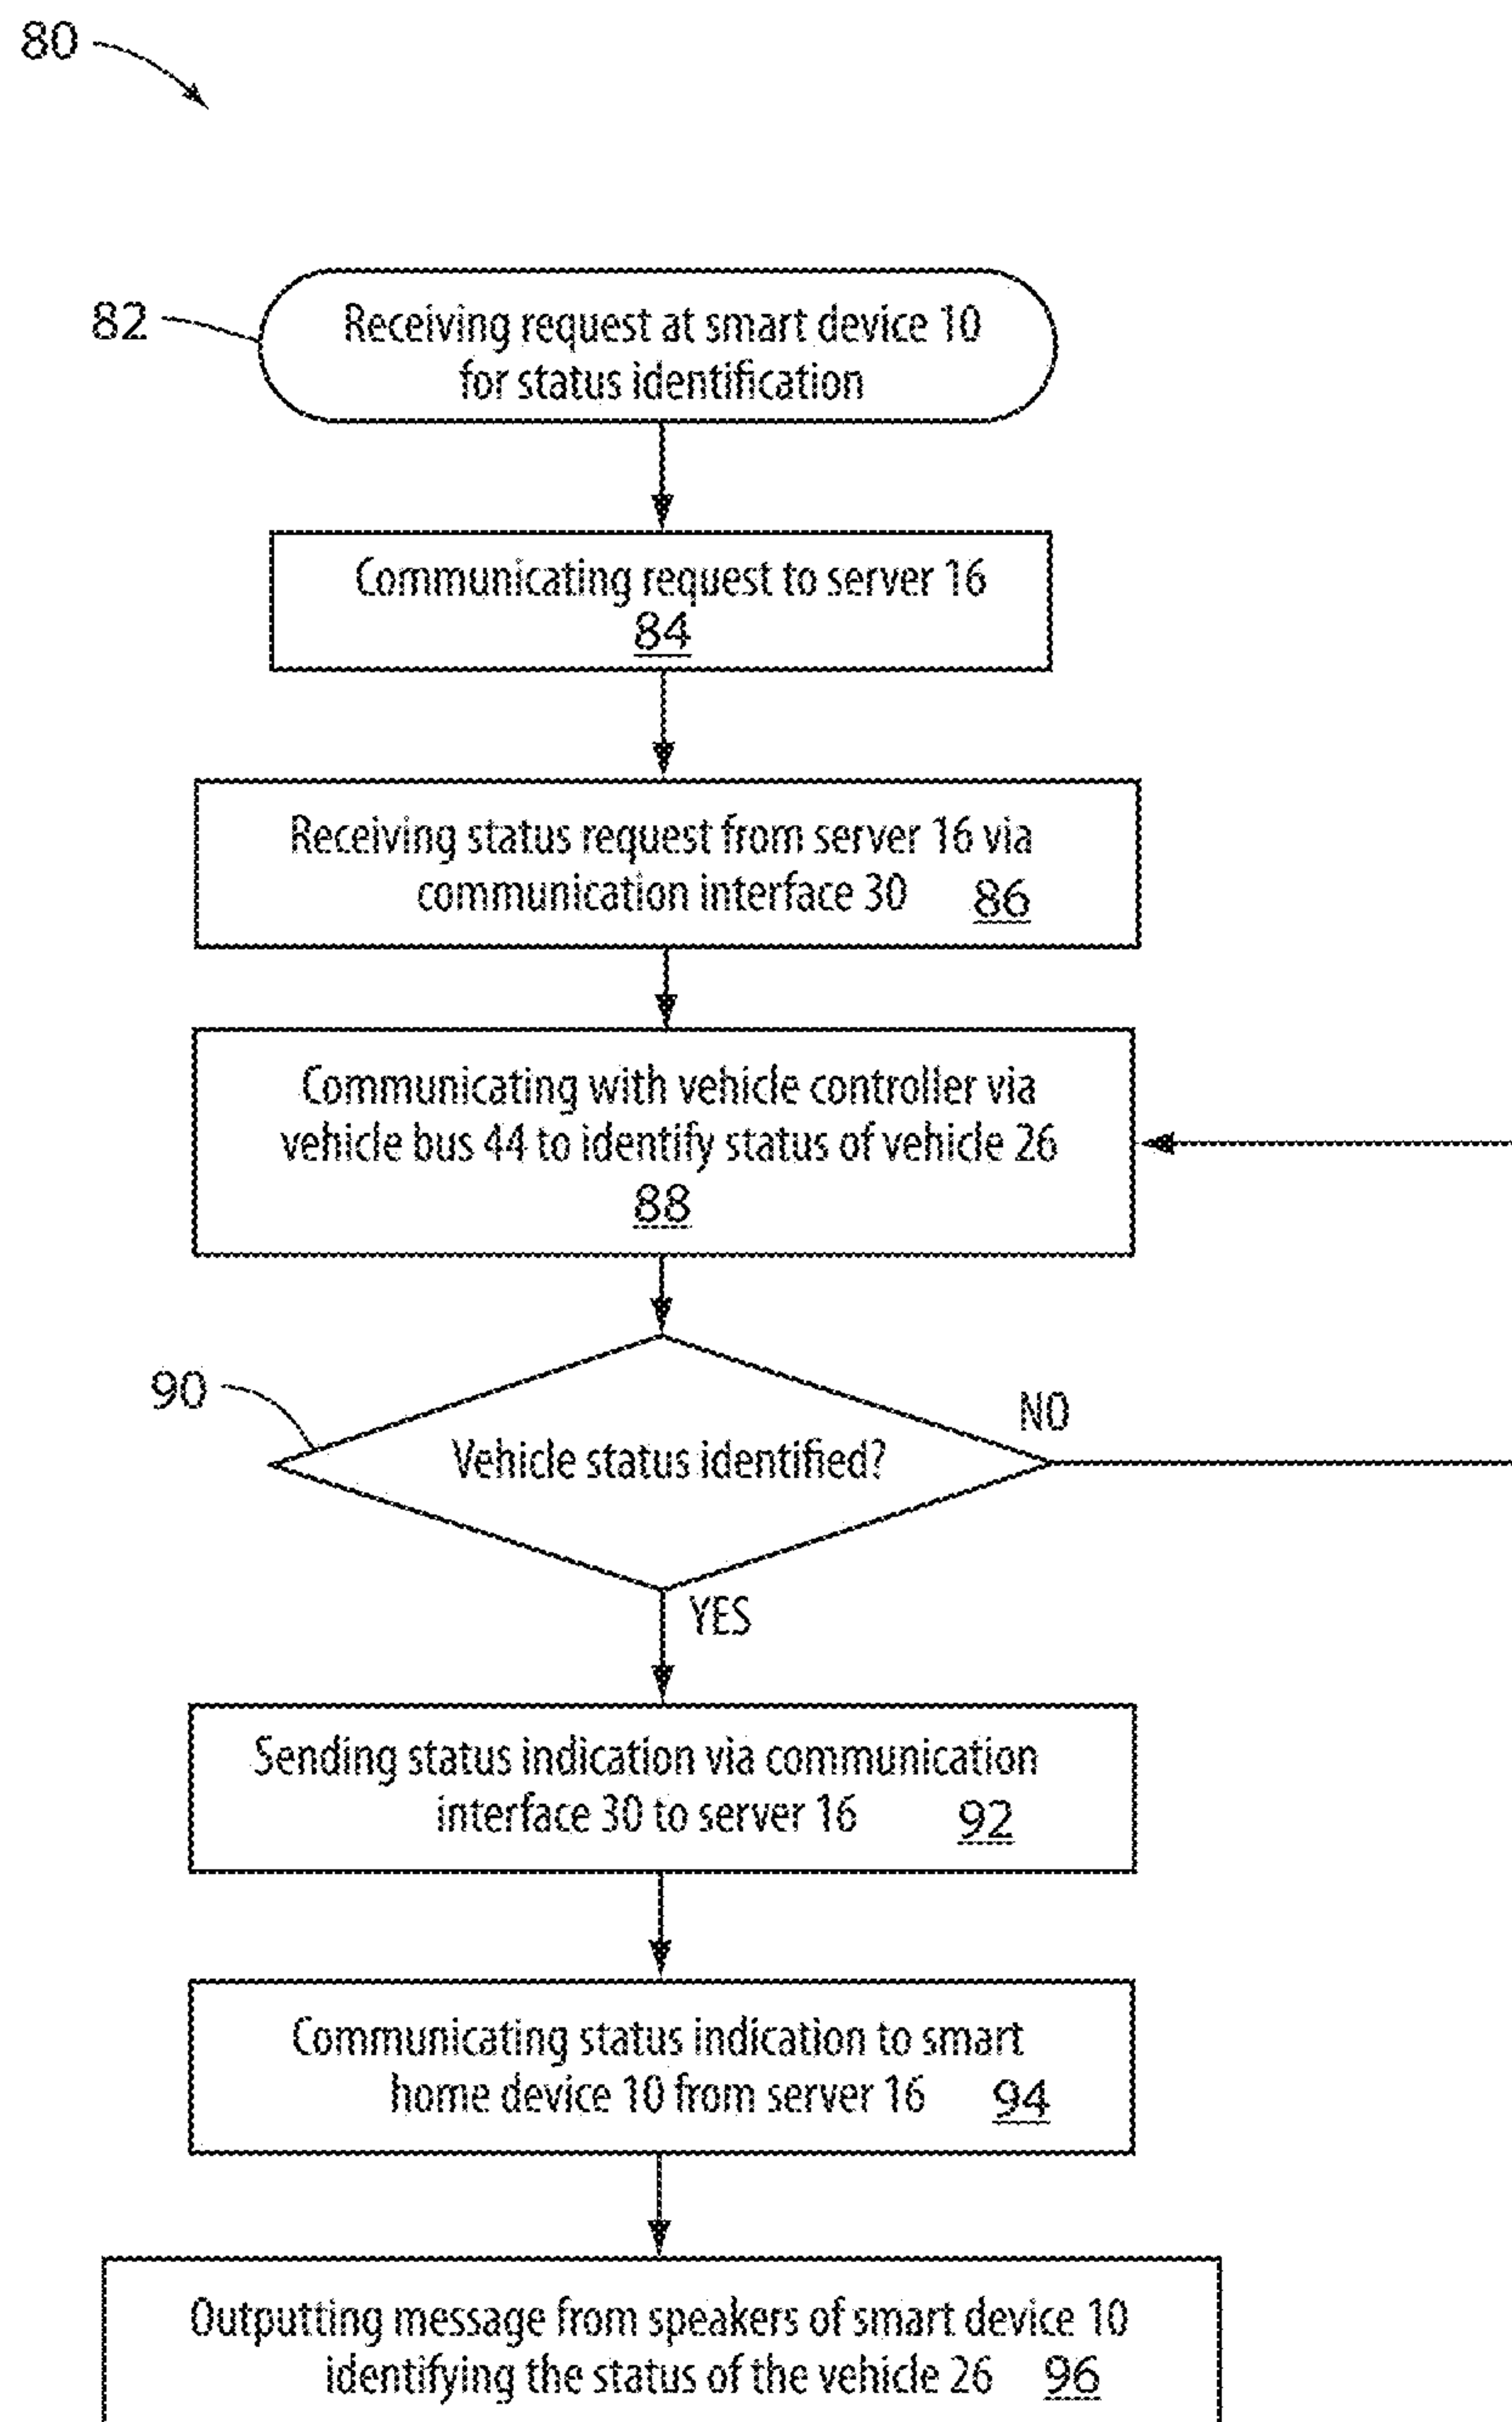 80
82
Receiving request at smart device 10
for status identification
Communicating request to server 16
84
Receiving status request from server 16 via
communication interface 30 86
Communicating with vehicle controller via
vehicle bus 44 to identify status of vehicle 26
88
90
NO
Vehicle status identified?
YES
Sending status indication via communication
interface 30 to server 16 92
Communicating status indication to smart
home device 10 from server 16 94
Outputting message from speakers of smart device 10
identifying the status of the vehicle 26 96